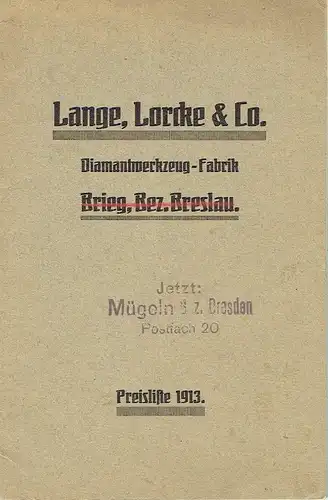 Lange, Lorcke & Co.
Diamantwerkzeug-Fabrik
Brieg, Bez. Breslau.
Jetzt:
Mügeln z. Dresden
Postfach 20
Preisliste 1913.